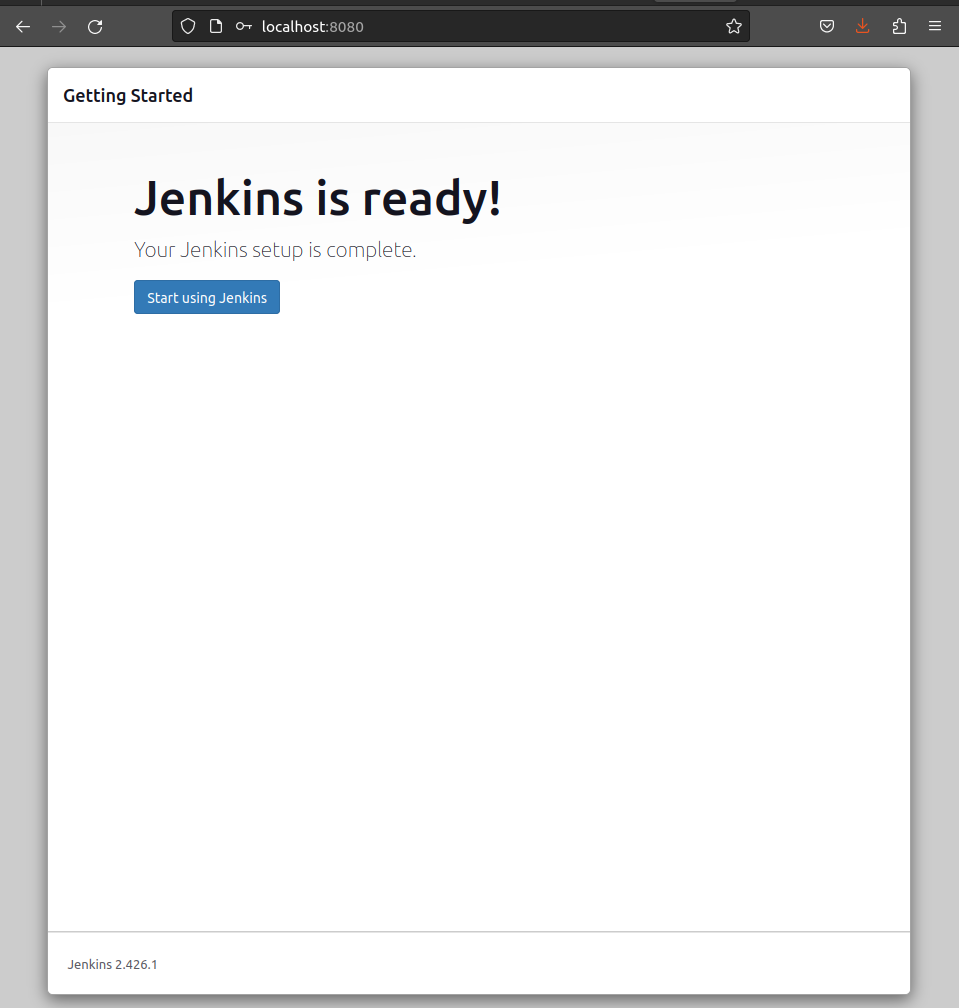 localhost:8080
Getting Started
Jenkins is ready!
Your Jenkins setup is complete.
Start using Jenkins
Jenkins 2.426.1